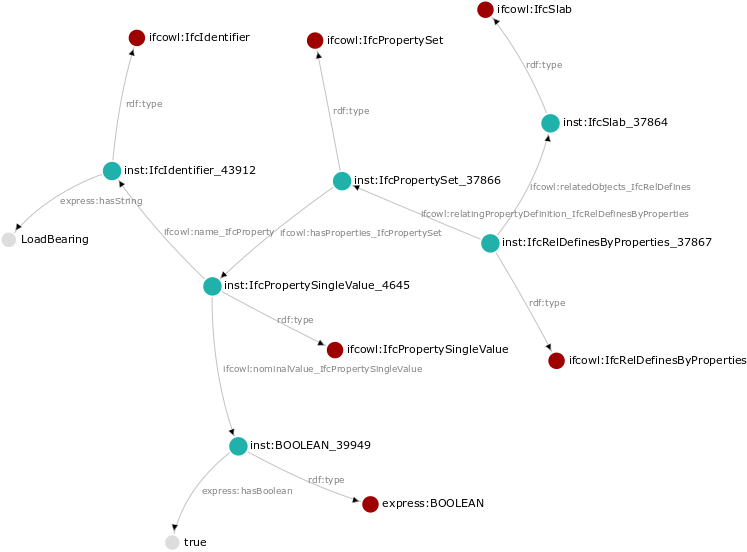 ifcowl:IfcSlab
ifcowl:IfcIdentifier
ifcowl:IfcPropertySet
rdf:type
rdf:type
rdf:type
inst:IfcSlab_37864
inst:IfcIdentifier_43912
inst:IfcPropertySet_37866
ifcowl:relatedObjects_IfcRelDefines
express:hasString
ifcowl:relatingPropertyDefinition_IfcRelDefinesByProperties
ifcowl:name_IfcProperty
ifcowl:hasProperties_IfcPropertySet
LoadBearing
inst:IfcRelDefinesByProperties_37867
inst:IfcPropertySingleValue_4645
rdf:type
rdf:type
ifcowl:IfcPropertySingleValue
ifcowl:IfcRelDefinesByProperties
ifcowl:nominalValue_IfcPropertySingleValue
inst:BOOLEAN_39949
rdf:type
express:hasBoolean
express:BOOLEAN
true